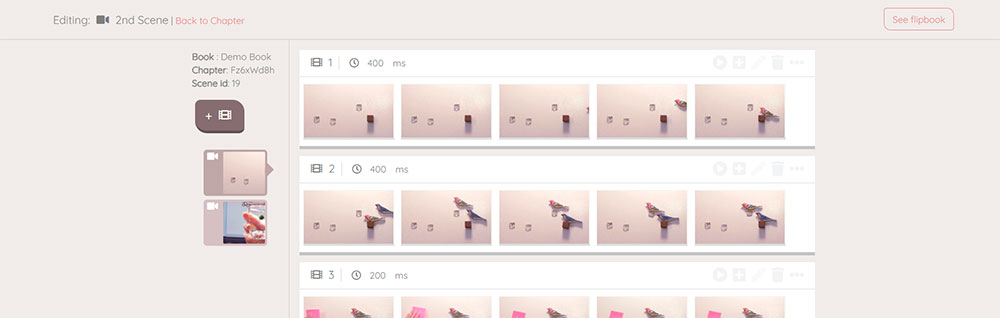 Editing: 2nd Scene | Back to Chapter
See flipbook
Book : Demo Book
Chapter: Fz6xWd8h
Scene id: 19
+
1 400 ms
2 400 ms
3 200 ms